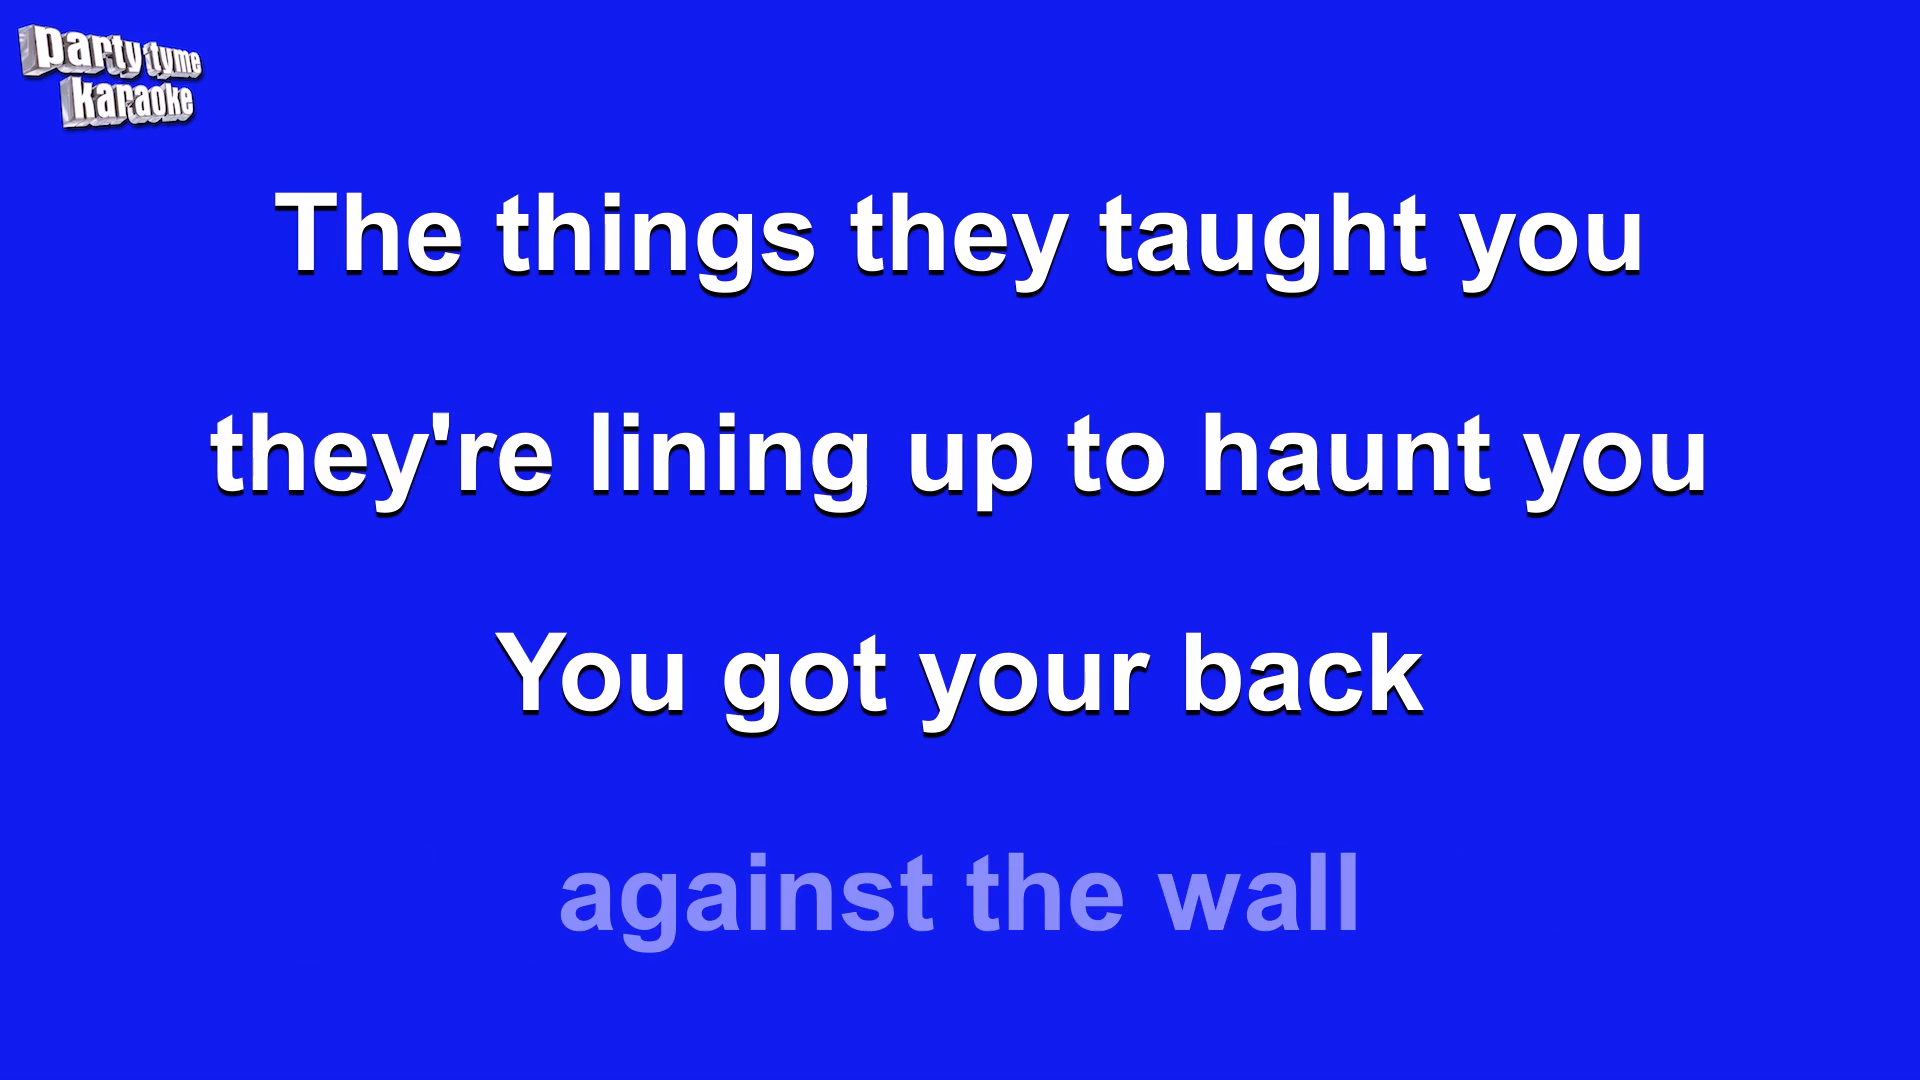 party tyme
karaoke
The things they taught you
they're lining up to haunt you
You got your back
against the wall